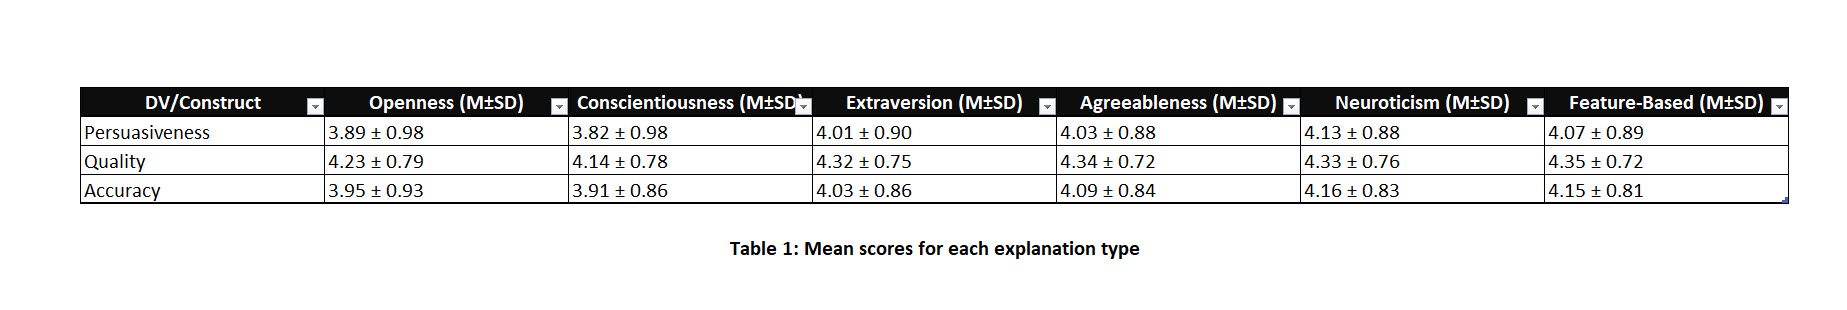 DV/Construct Openness (M±SD) Conscientiousness (M±SD) Extraversion (M±SD) Agreeableness (M±SD) Neuroticism (M±SD) Feature-Based (M±SD)
Persuasiveness 3.89 ± 0.98 3.82 ± 0.98 4.01 ± 0.90 4.03 ± 0.88 4.13 ± 0.88 4.07 ± 0.89
Quality 4.23 ± 0.79 4.14 ± 0.78 4.32 ± 0.75 4.34 ± 0.72 4.33 ± 0.76 4.35 ± 0.72
Accuracy 3.95 ± 0.93 3.91 ± 0.86 4.03 ± 0.86 4.09 ± 0.84 4.16 ± 0.83 4.15 ± 0.81
Table 1: Mean scores for each explanation type